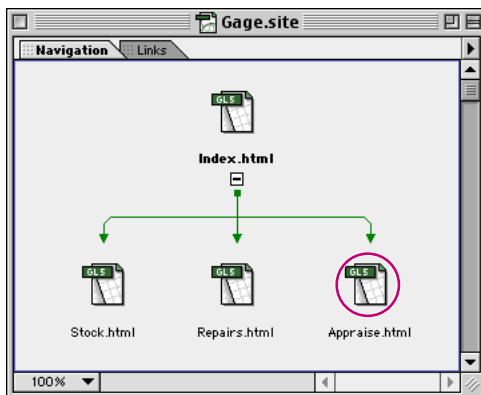 Gage.site
Navigation Links
GL5
Index.html
GL5 GL5 GL5
Stock.html Repairs.html Appraise.html
100%